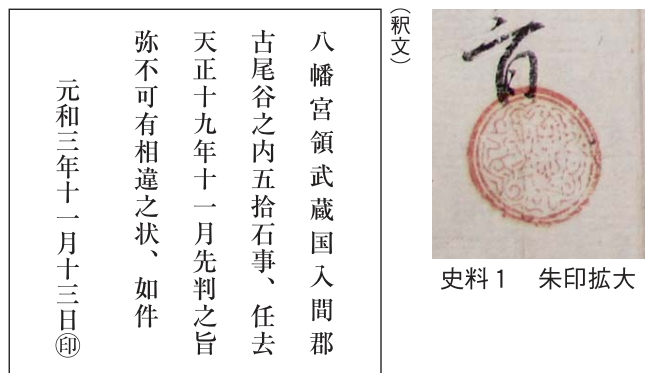 （釈文）
八幡宮領武蔵国入間郡
古尾谷之内五拾石事、任去
天正十九年十一月先判之旨
弥不可有相違之状、如件
元和三年十一月十三日㊞
史料１　朱印拡大